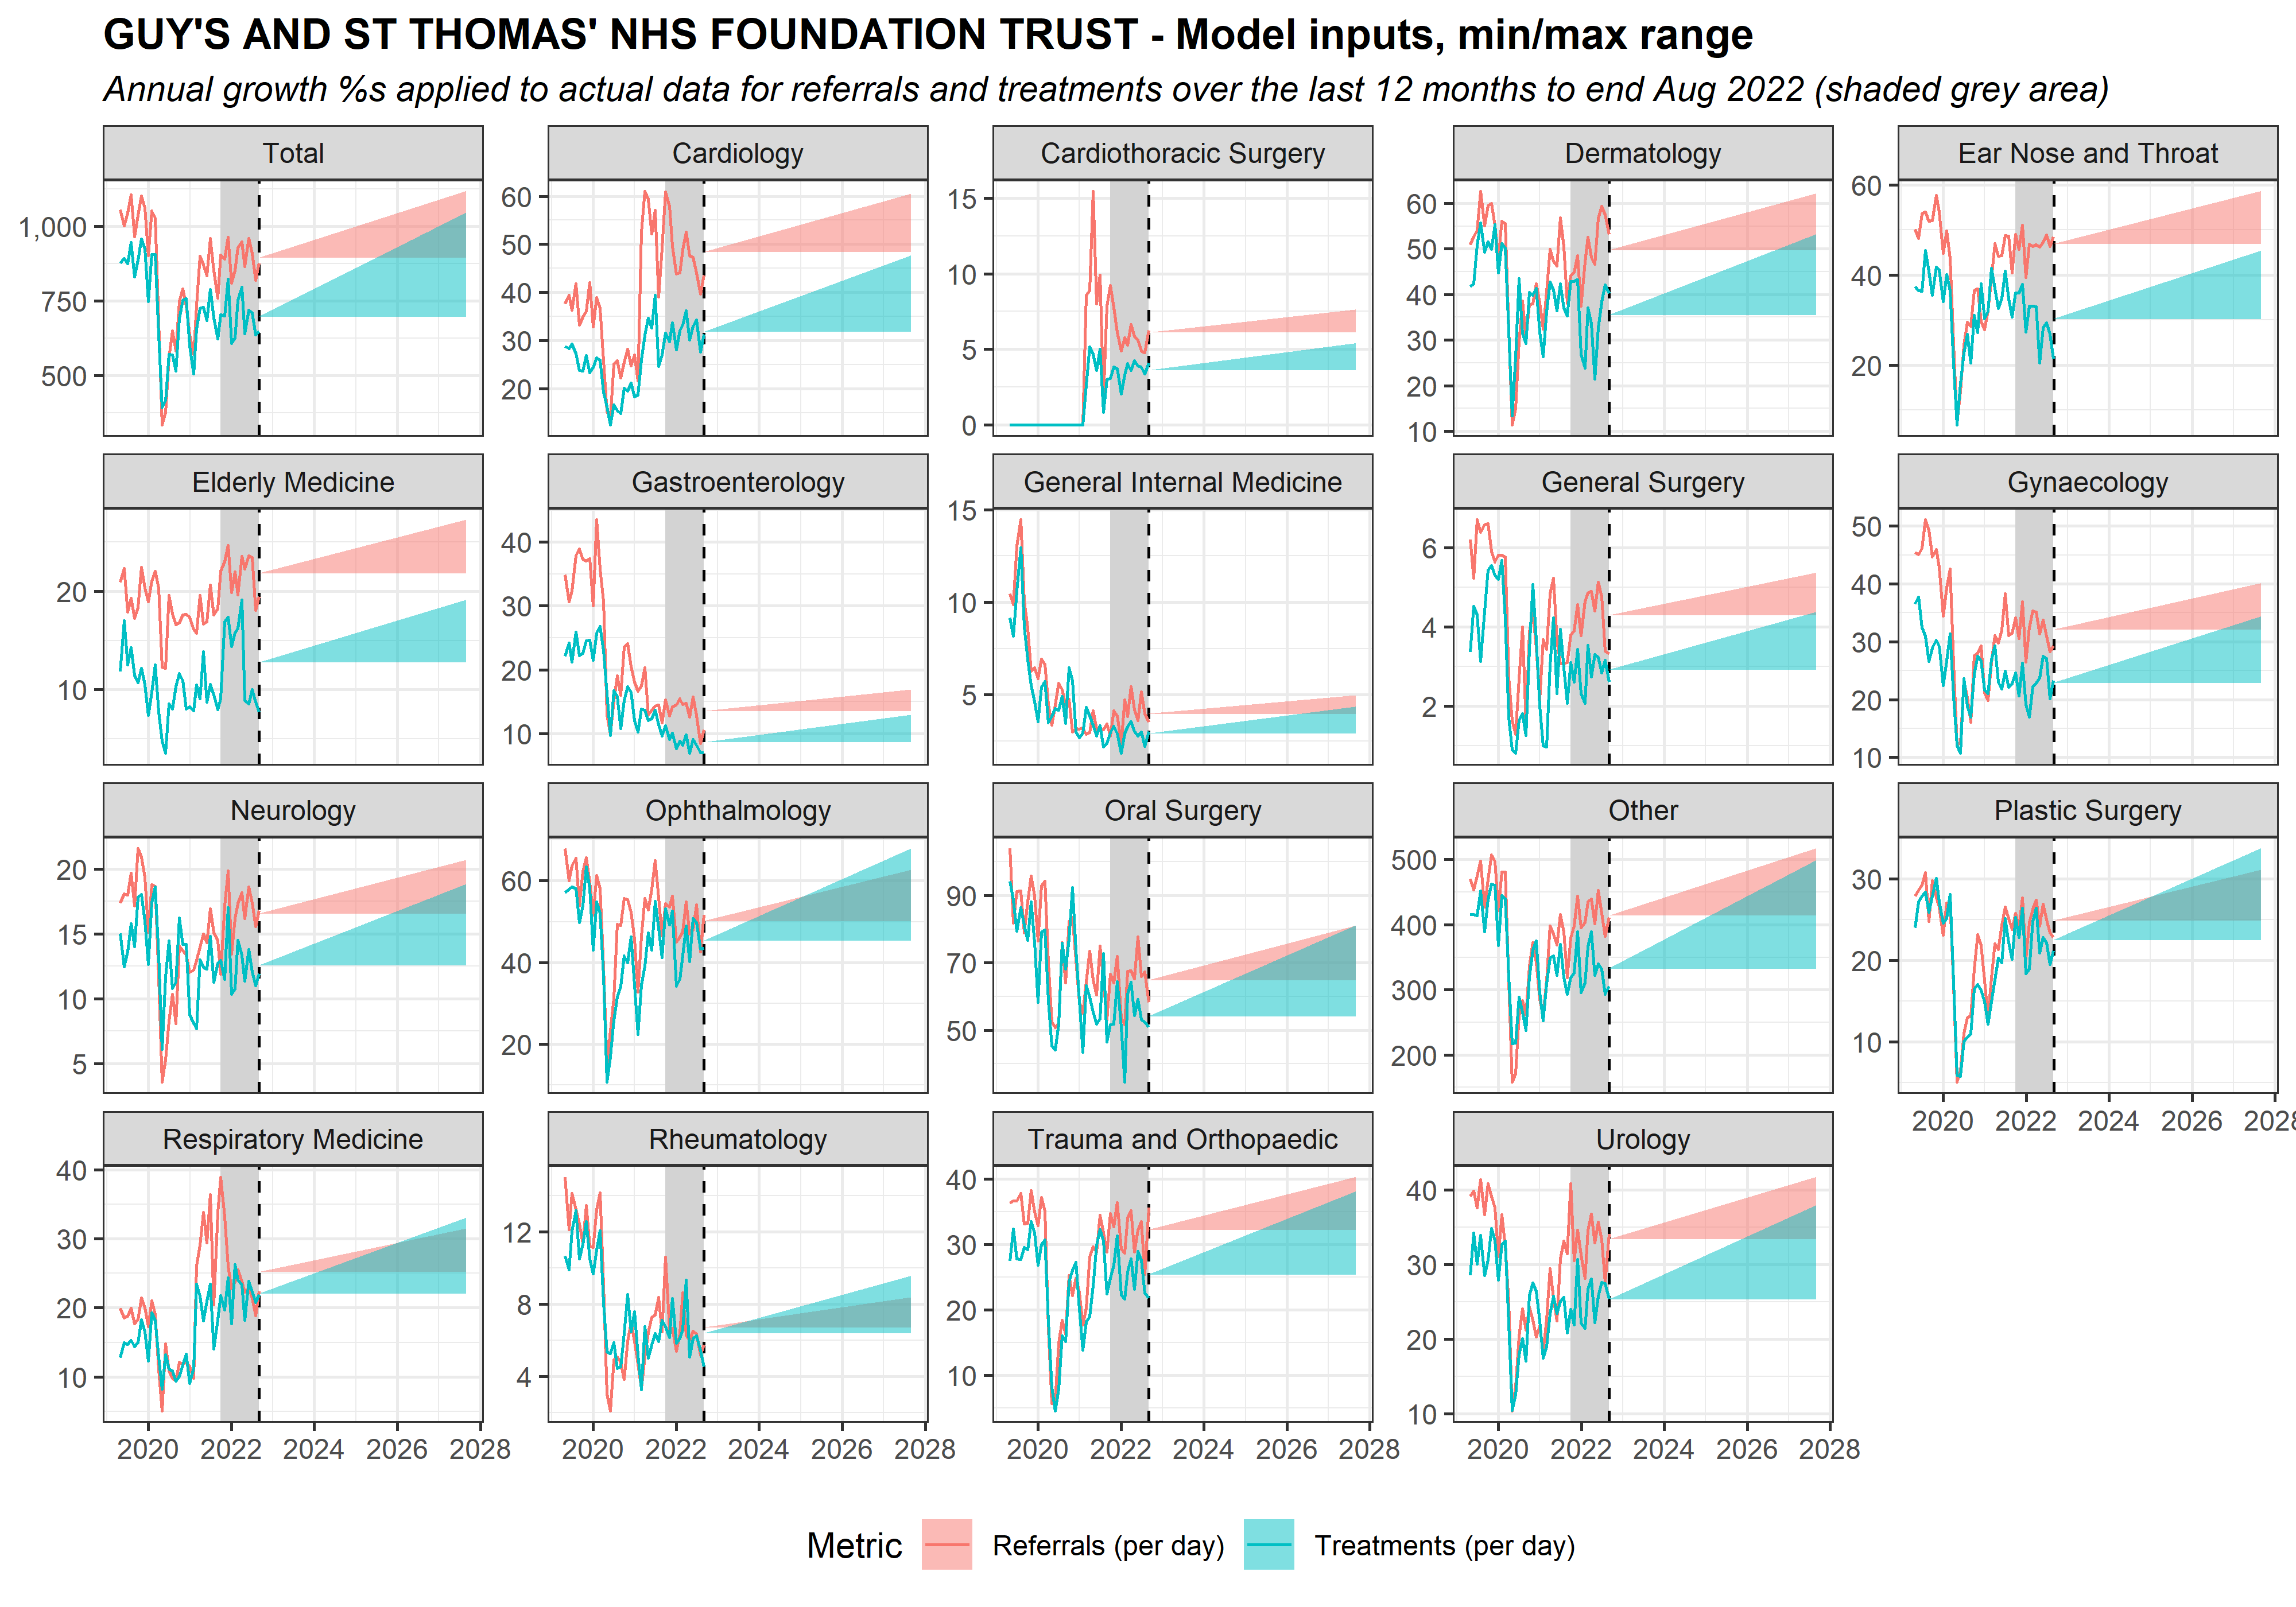 GUY'S AND ST THOMAS' NHS FOUNDATION TRUST - Model inputs, min/max range
Annual growth %s applied to actual data for referrals and treatments over the last 12 months to end Aug 2022 (shaded grey area)
Total
1,000
750
500
Cardiology
60
50
40
30
20
Cardiothoracic Surgery
15
10
5
0
Dermatology
60
50
40
30
20
10
Ear Nose and Throat
60
40
20
Elderly Medicine
20
10
Gastroenterology
40
30
20
10
General Internal Medicine
15
10
5
General Surgery
6
4
2
Gynaecology
50
40
30
20
10
Neurology
20
15
10
5
Ophthalmology
60
40
20
Oral Surgery
90
70
50
Other
500
400
300
200
Plastic Surgery
30
20
10
2020 2022 2024 2026 2028
Respiratory Medicine
40
30
20
10
2020 2022 2024 2026 2028
Rheumatology
12
8
4
2020 2022 2024 2026 2028
Trauma and Orthopaedic
40
30
20
10
2020 2022 2024 2026 2028
Urology
40
30
20
10
2020 2022 2024 2026 2028
Metric Referrals (per day) Treatments (per day)